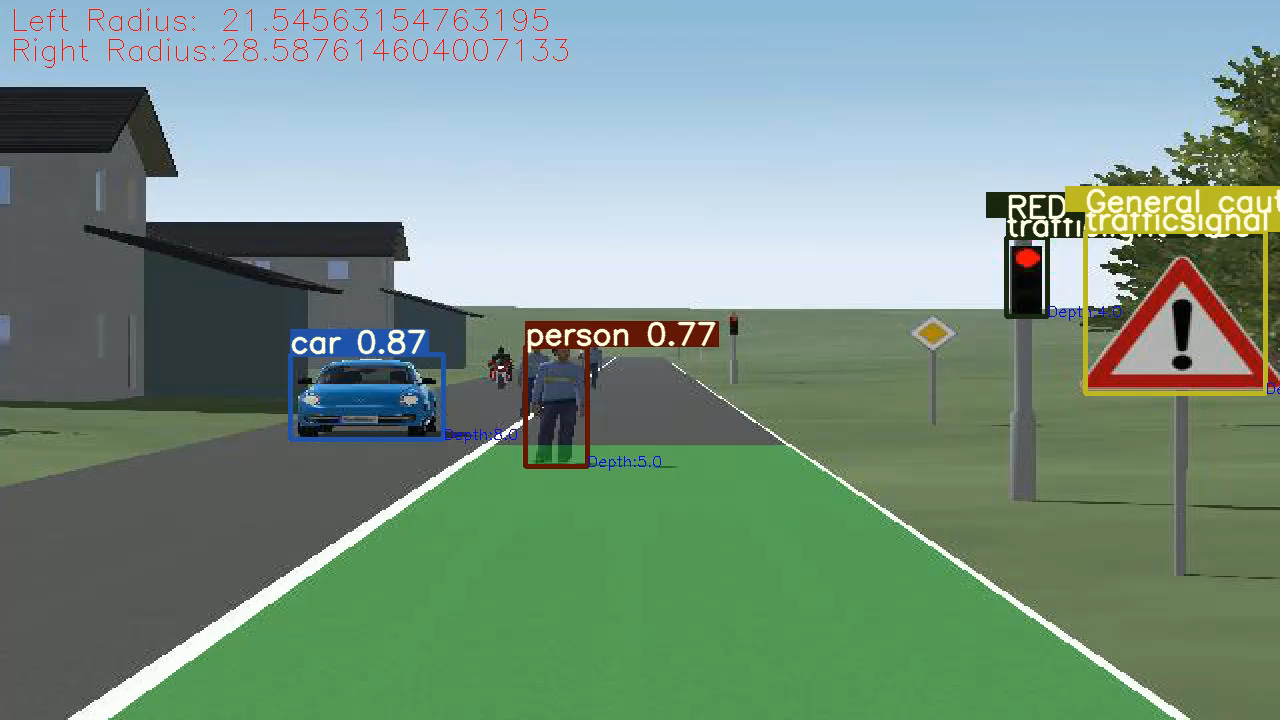 Left Radius: 21.54563154763195
Right Radius:28.587614604007133
RED
General caut
trafficsignal
car 0.87
person 0.77
Depth:8.0
Depth:5.0